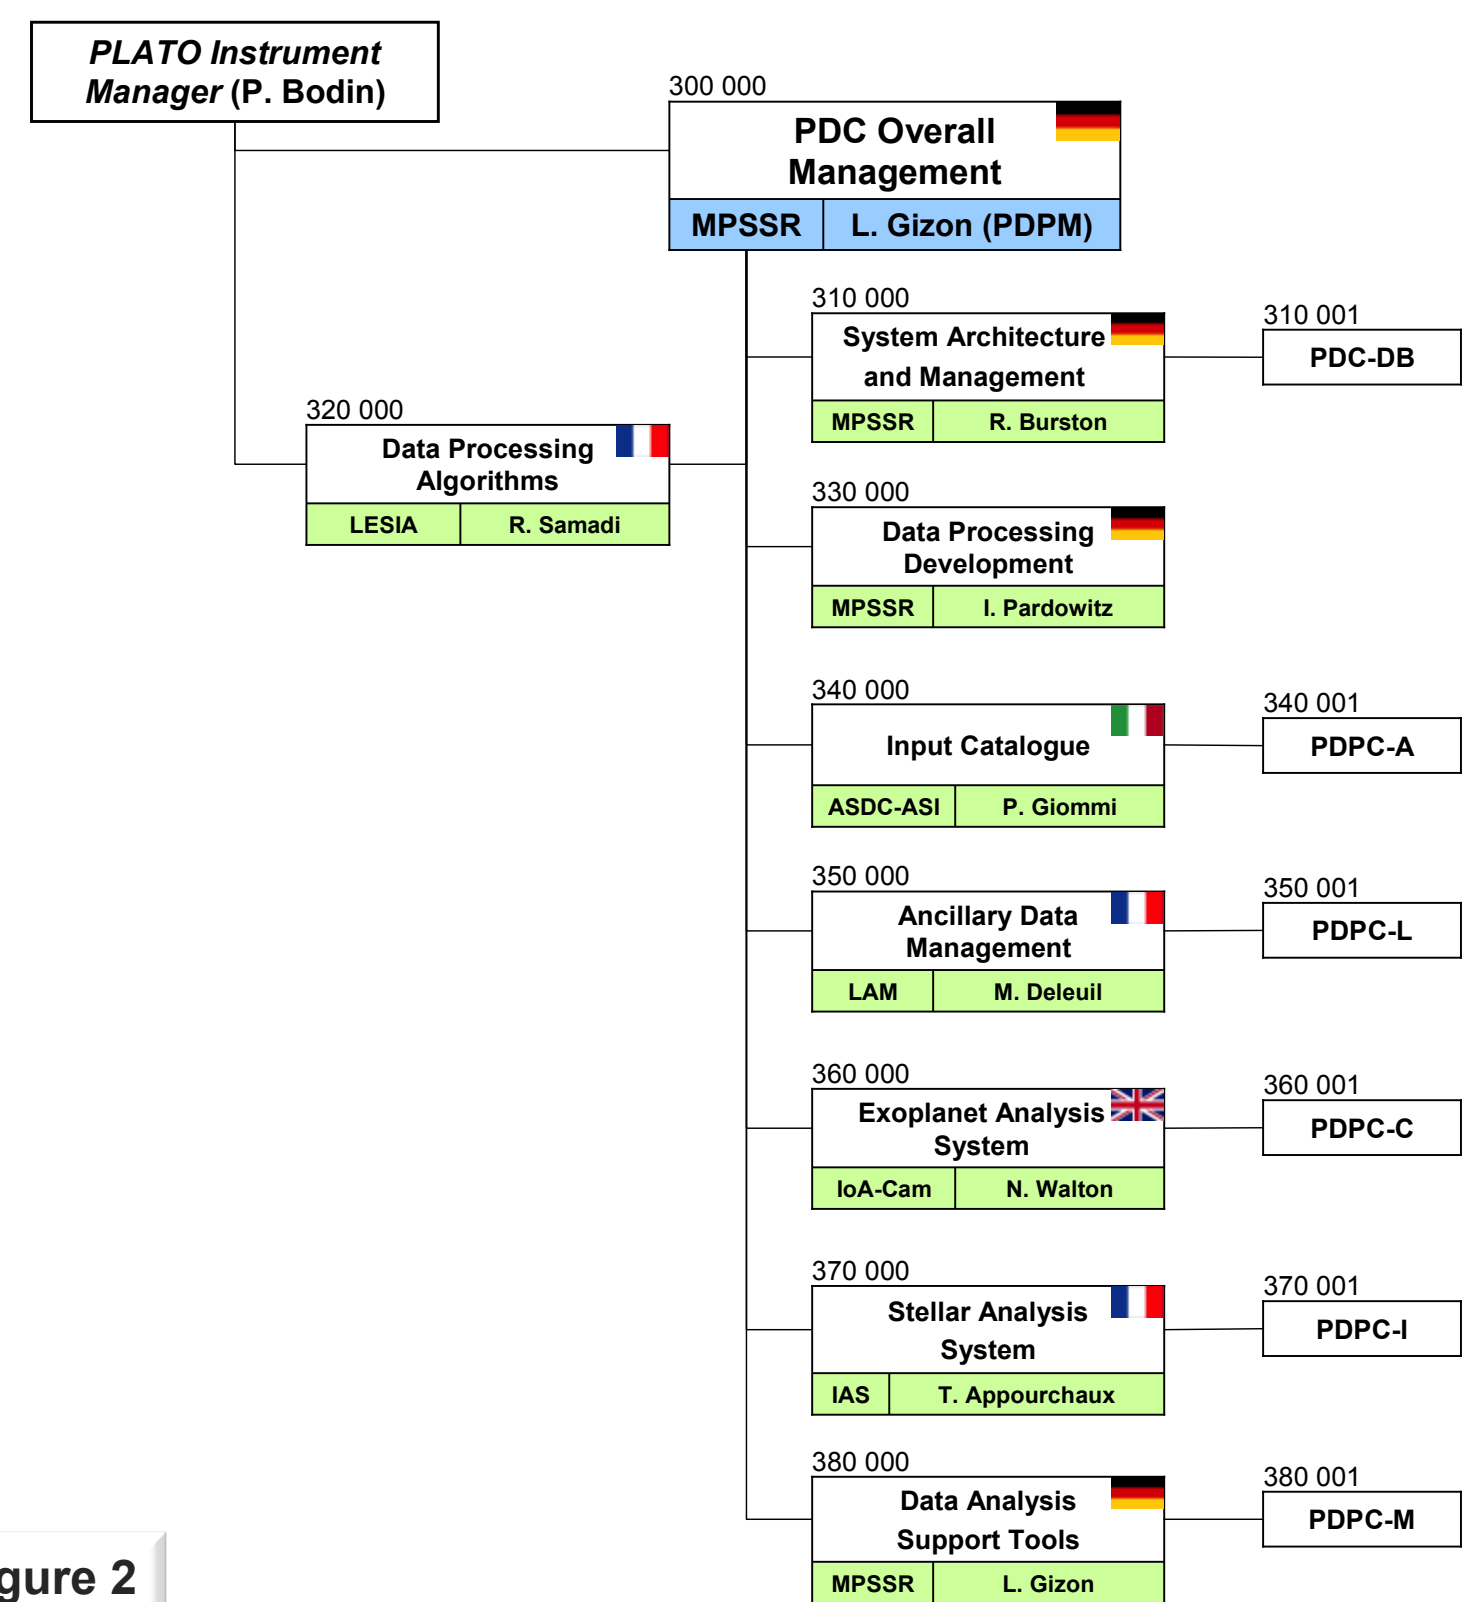 PLATO Instrument
Manager (P. Bodin)
300 000
PDC Overall
Management
MPSSR L. Gizon (PDPM)
310 000
System Architecture
and Management
MPSSR R. Burston
310 001
PDC-DB
320 000
Data Processing
Algorithms
LESIA R. Samadi
330 000
Data Processing
Development
MPSSR I. Pardowitz
340 000
Input Catalogue
ASDC-ASI P. Giommi
340 001
PDPC-A
350 000
Ancillary Data
Management
LAM M. Deleuil
350 001
PDPC-L
360 000
Exoplanet Analysis
System
IoA-Cam N. Walton
360 001
PDPC-C
370 000
Stellar Analysis
System
IAS T. Appourchaux
370 001
PDPC-I
380 000
Data Analysis
Support Tools
MPSSR L. Gizon
380 001
PDPC-M
gure 2